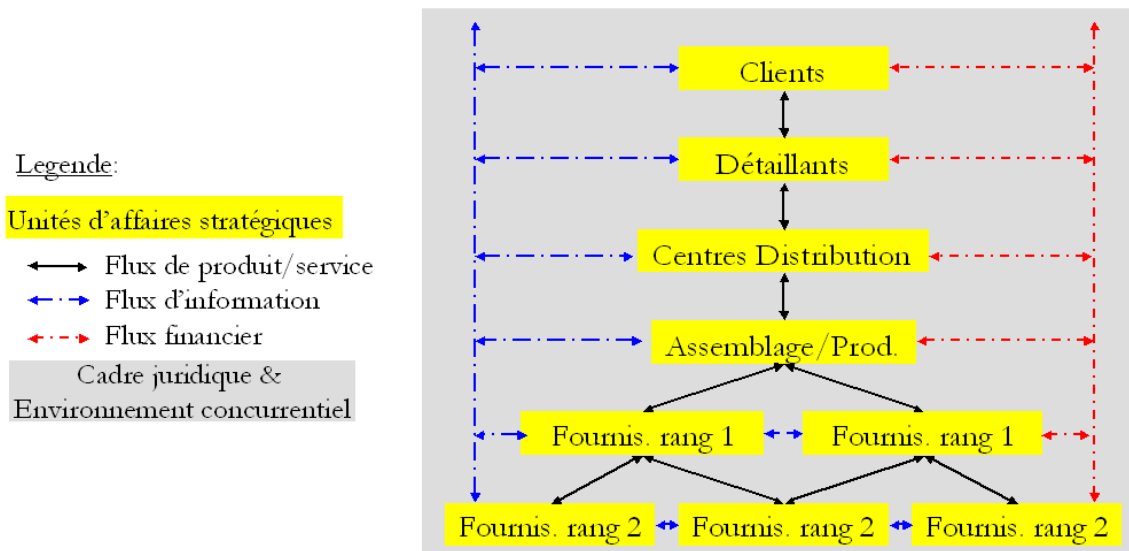 Legende:
Unités d'affaires stratégiques
Flux de produit/service
Flux d'information
Flux financier
Cadre juridique &
Environnement concurrentiel
Clients
Détaillants
Centres Distribution
Assemblage/Prod.
Fournis. rang 1
Fournis. rang 1
Fournis. rang 2
Fournis. rang 2
Fournis. rang 2